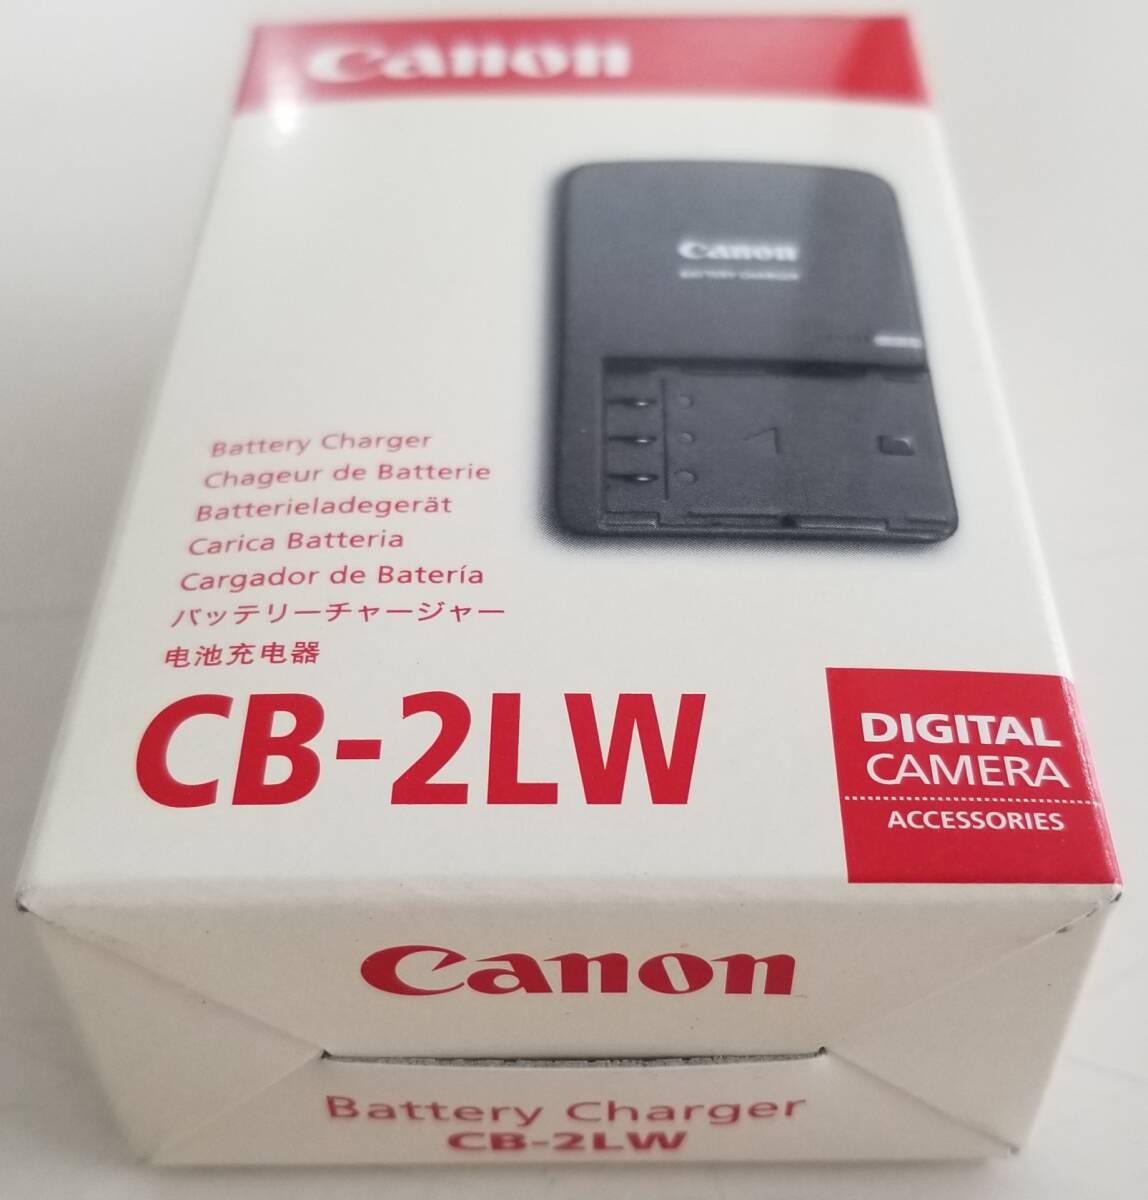 Canon
Canon
BATTERY CHARGER
Battery Charger
Chageur de Batterie
Batterieladegerät
Carica Batteria
Cargador de Batería
バッテリーチャージャー
电池充电器
CB-2LW
DIGITAL
CAMERA
ACCESSORIES
Canon
Battery Charger
CB-2LW